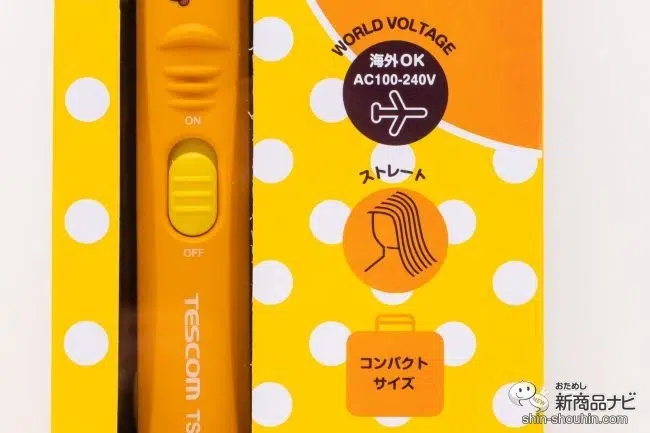 WORLD VOLTAGE
海外OK
AC100-240V
ON
OFF
ストレート
TESCOM TS
コンパクト
サイズ
NEW
おためし
新商品ナビ
shin-shouhin.com